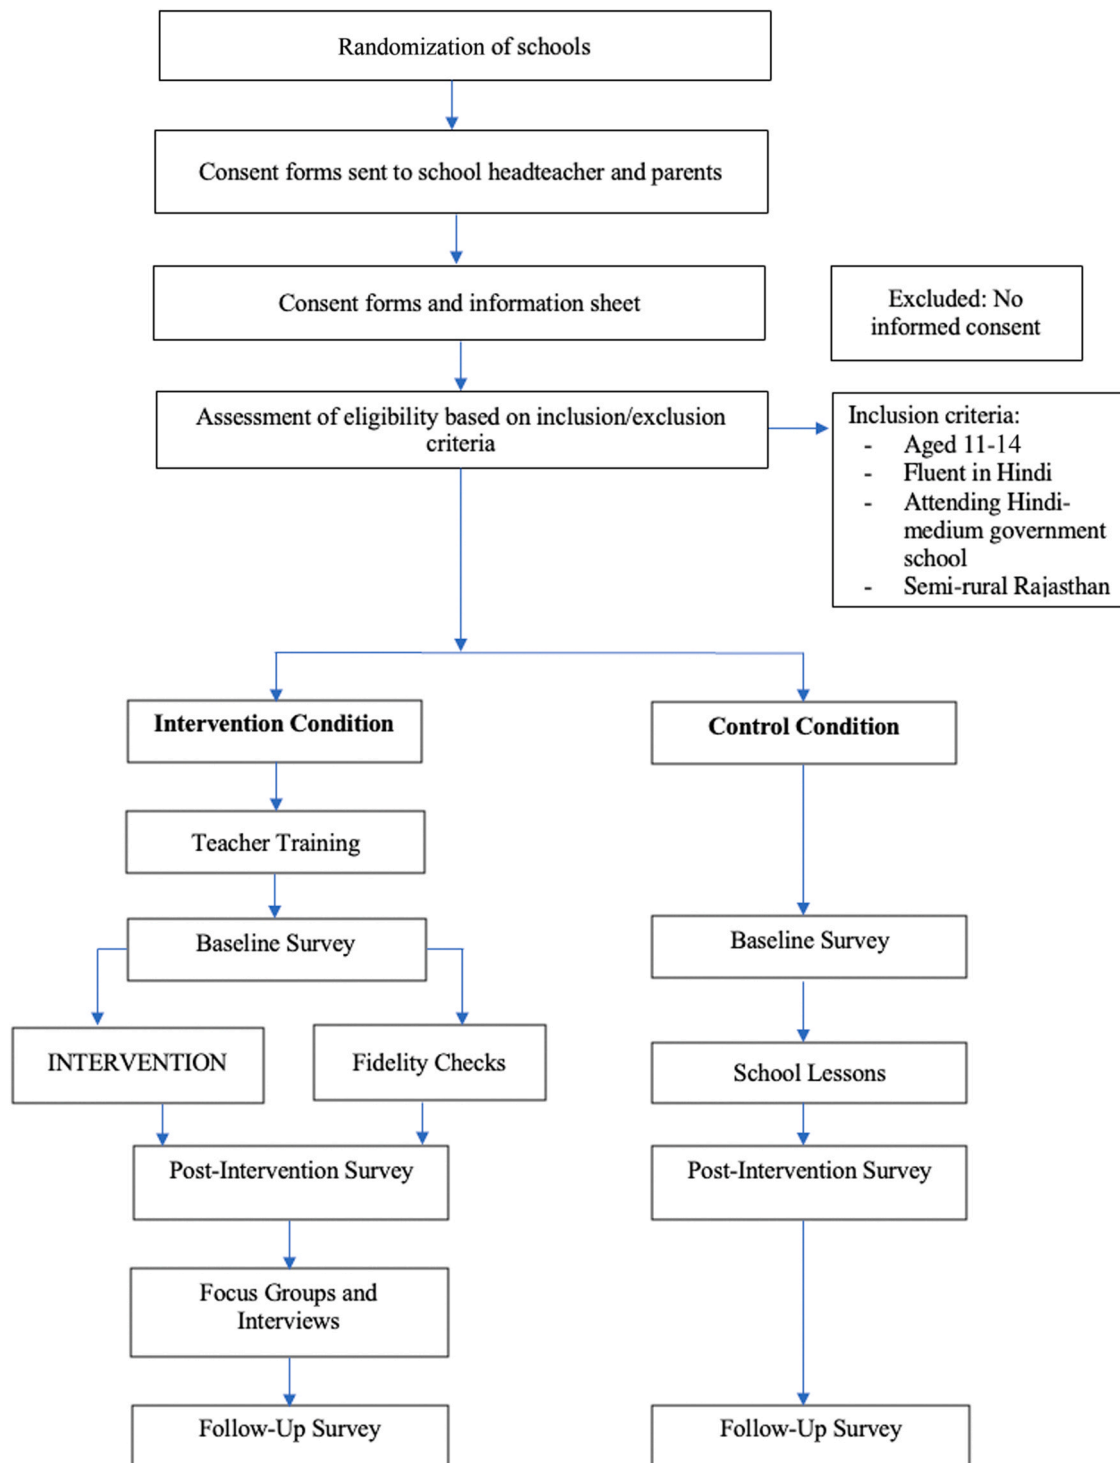 Randomization of schools
Consent forms sent to school headteacher and parents
Consent forms and information sheet
Excluded: No
informed consent
Assessment of eligibility based on inclusion/exclusion
criteria
Inclusion criteria:
- Aged 11-14
- Fluent in Hindi
- Attending Hindi-
medium government
school
- Semi-rural Rajasthan
Intervention Condition
Control Condition
Teacher Training
Baseline Survey
Baseline Survey
INTERVENTION
Fidelity Checks
School Lessons
Post-Intervention Survey
Post-Intervention Survey
Focus Groups and
Interviews
Follow-Up Survey
Follow-Up Survey